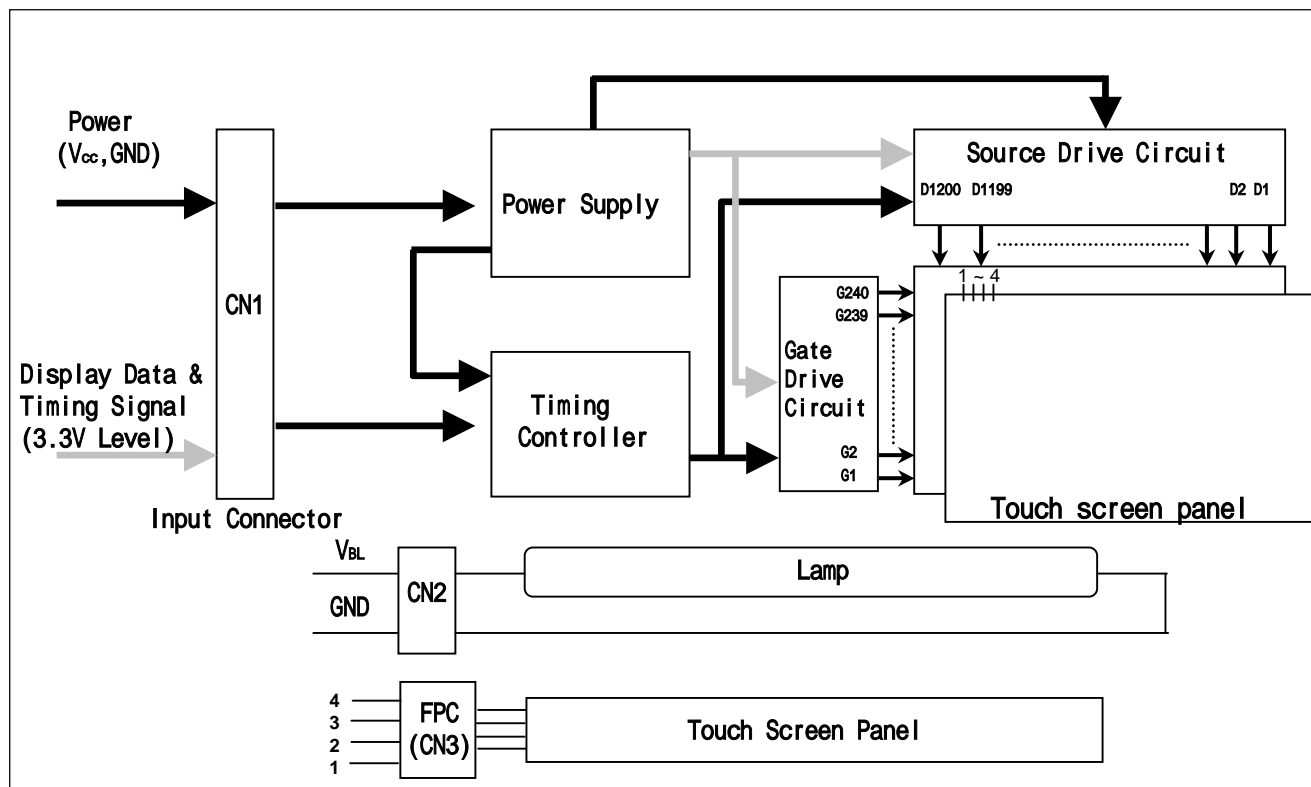 Power
(Vcc,GND)
Display Data &
Timing Signal
(3.3V Level)
CN1
Input Connector
Power Supply
Timing
Controller
Source Drive Circuit
D1200 D1199 D2 D1
Gate
Drive
Circuit
G240
G239
G2
G1
1 ~ 4
Touch screen panel
VBL
GND
CN2
Lamp
4
3
2
1
FPC
(CN3)
Touch Screen Panel